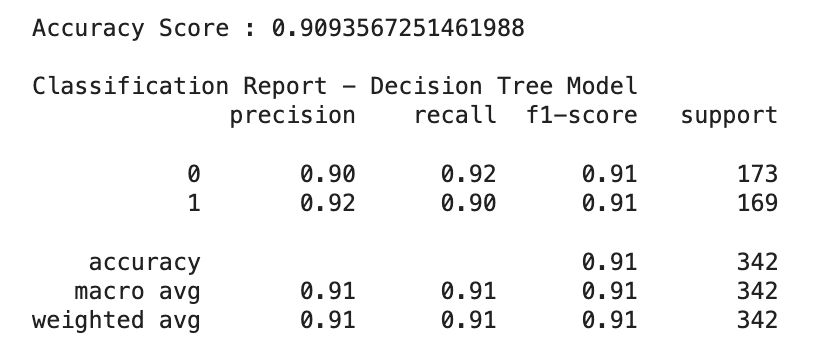 Accuracy Score : 0.9093567251461988
Classification Report – Decision Tree Model
precision recall f1–score support
0 0.90 0.92 0.91 173
1 0.92 0.90 0.91 169
accuracy 0.91 342
macro avg 0.91 0.91 0.91 342
weighted avg 0.91 0.91 0.91 342